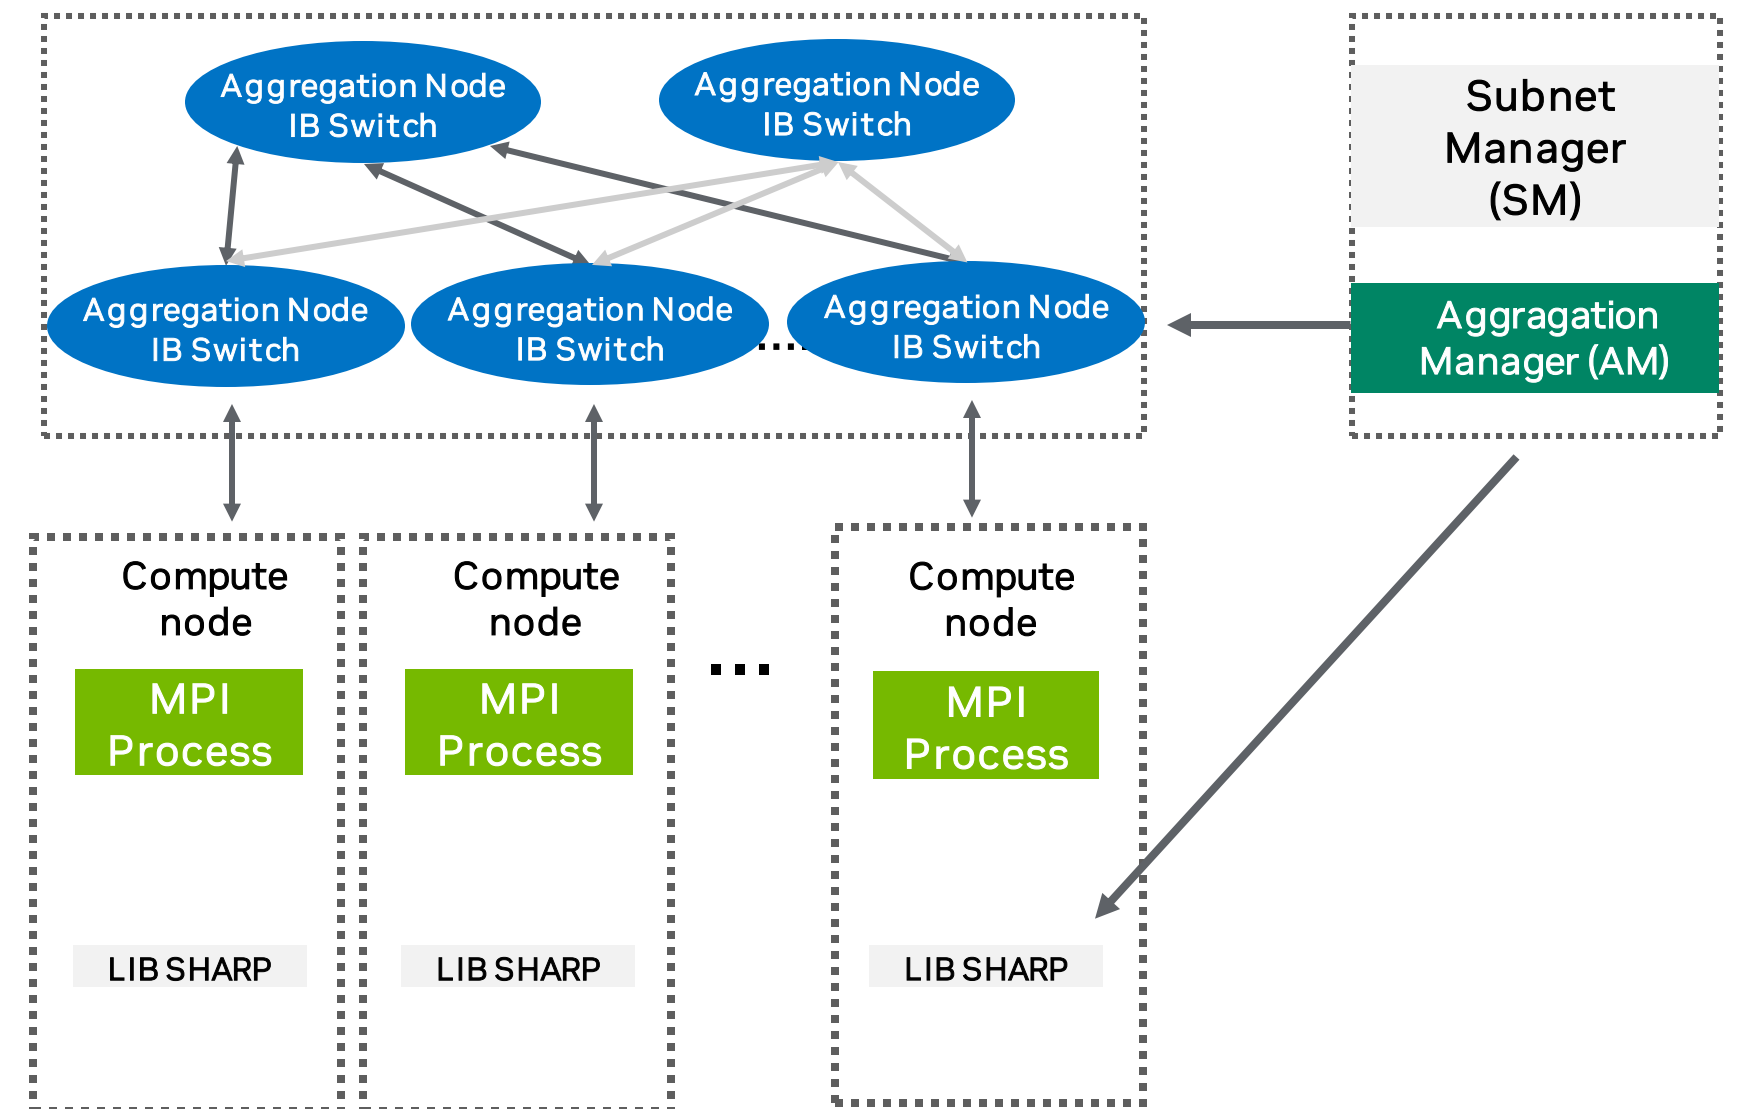 Aggregation Node
IB Switch
Aggregation Node
IB Switch
Subnet
Manager
(SM)
Aggregation Node
IB Switch
Aggregation Node
IB Switch
....
Aggregation Node
IB Switch
Aggragation
Manager (AM)
Compute
node
MPI
Process
LIB SHARP
Compute
node
MPI
Process
LIB SHARP
...
Compute
node
MPI
Process
LIB SHARP